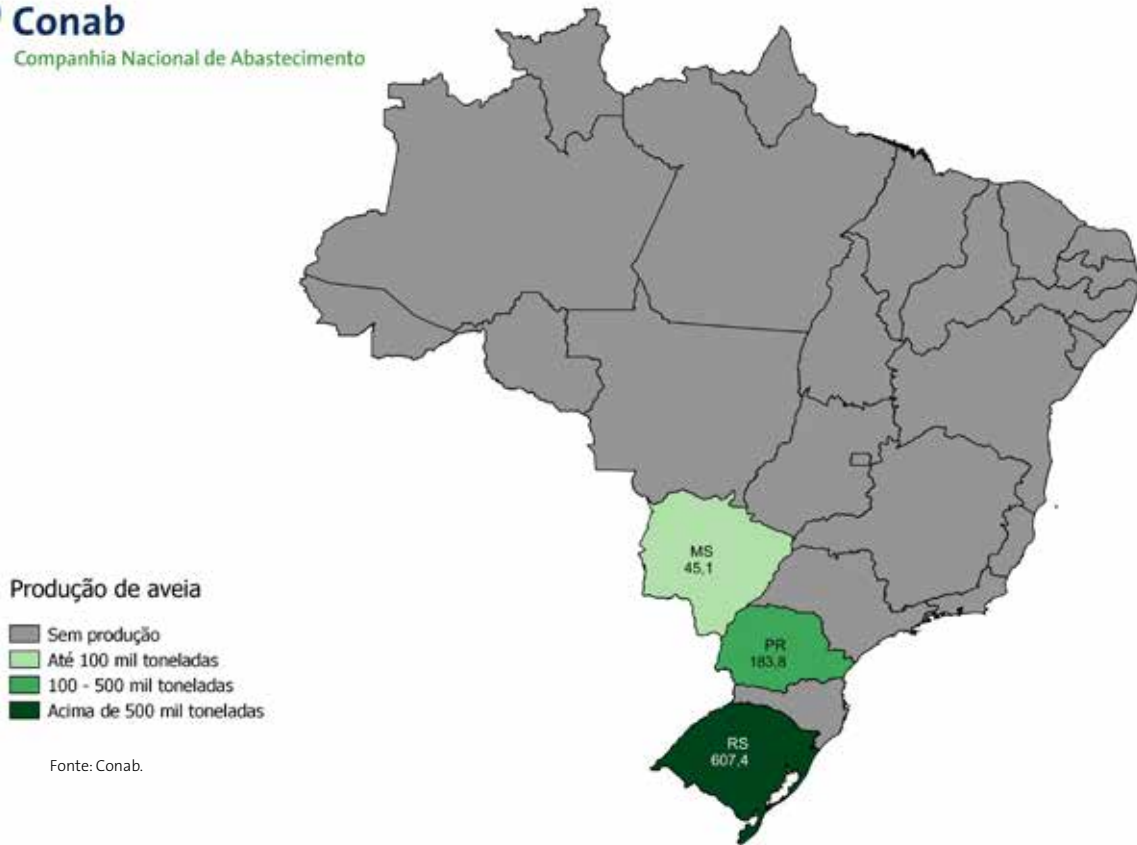 Conab
Companhia Nacional de Abastecimento
MS
45,1
PR
183,8
RS
607,4
Produção de aveia
Sem produção
Até 100 mil toneladas
100 - 500 mil toneladas
Acima de 500 mil toneladas
Fonte: Conab.